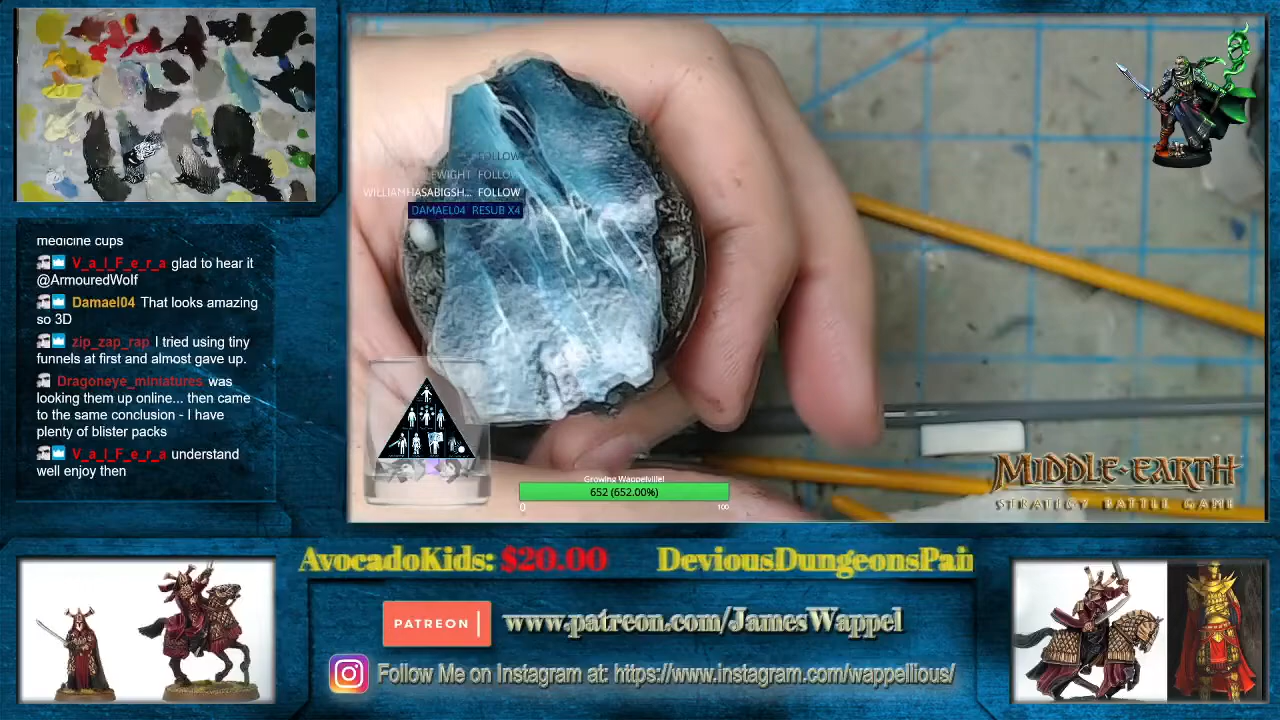 medicine cups
V_a_l_F_e_r_a glad to hear it
@ArmouredWolf
Damael04 That looks amazing
so 3D
zip_zap_rap I tried using tiny
funnels at first and almost gave up.
Dragoneye_miniatures was
looking them up online... then came
to the same conclusion - I have
plenty of blister packs
V_a_l_F_e_r_a understand
well enjoy then
FOLLOW
EWIGHT FOLLOW
WILLIAMHASABIGSH... FOLLOW
DAMAEL04 RESUB X4
Growing Wappelville!
652 (652.00%)
0 100
MIDDLE-EARTH
STRATEGY BATTLE GAME
AvocadoKids: $20.00 DeviousDungeonsPain
PATREON www.patreon.com/JamesWappel
Follow Me on Instagram at: https://www.instagram.com/wappellious/